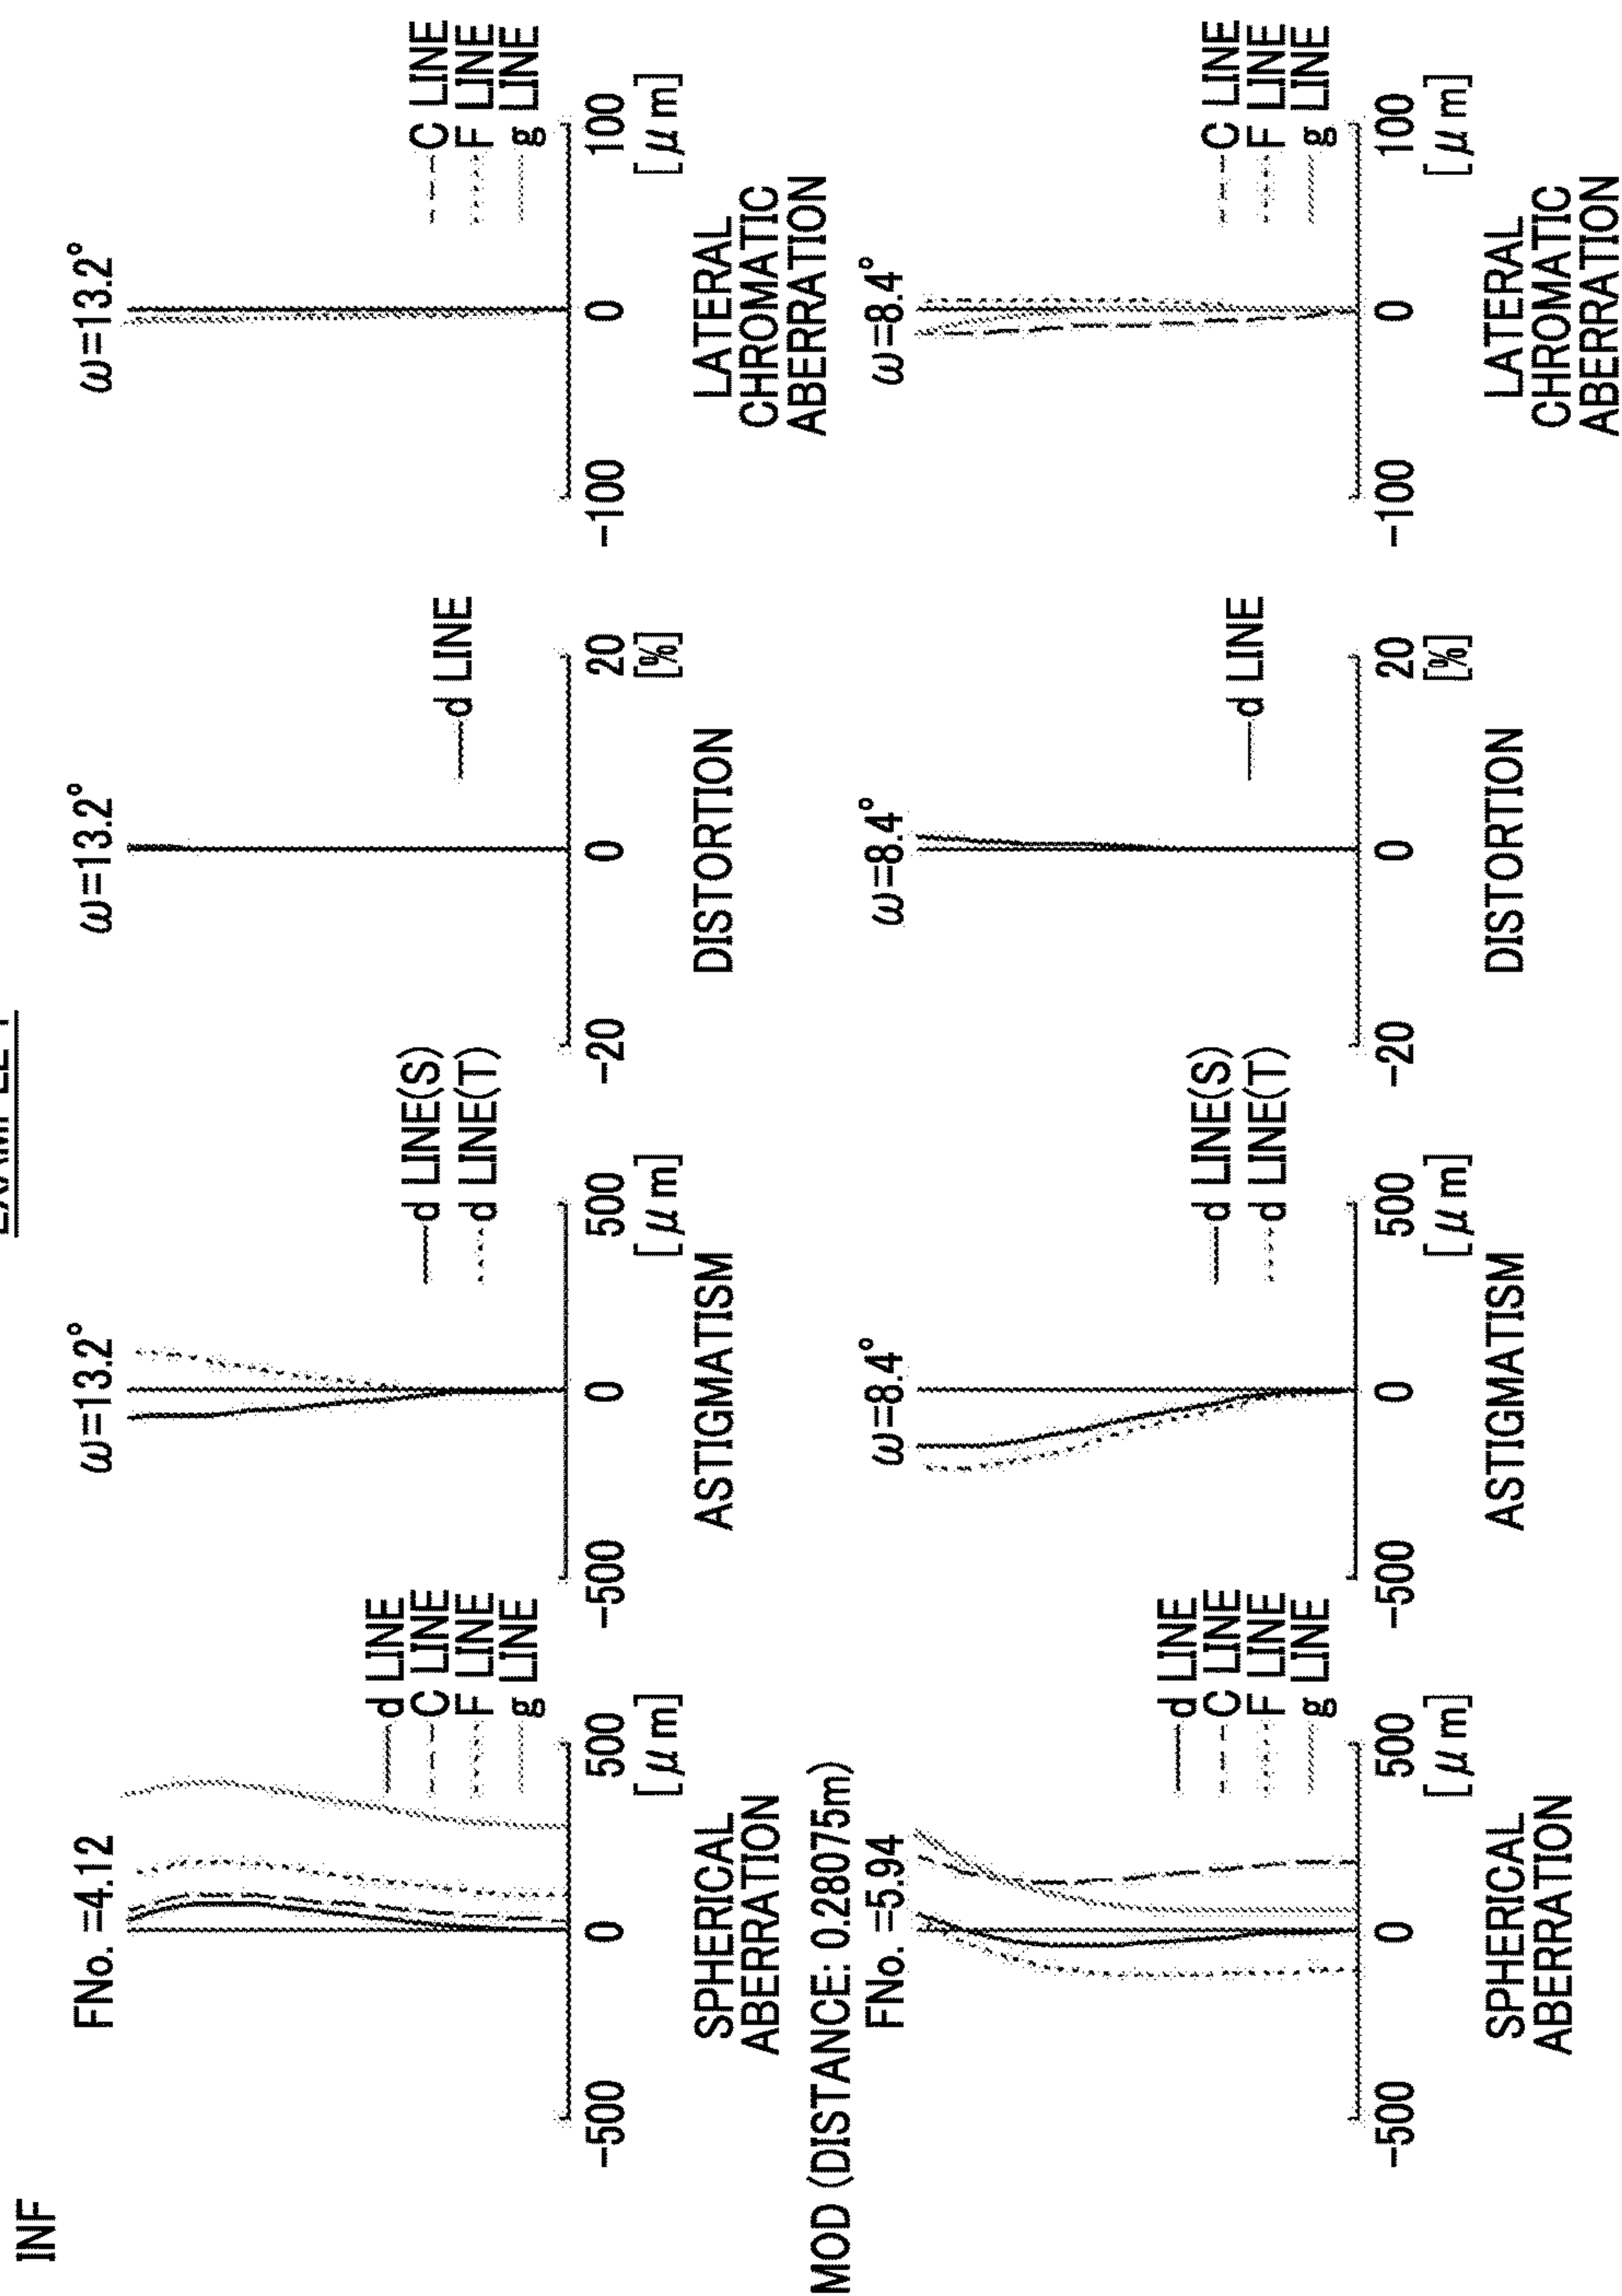 INF
FNo. =4.12
d LINE
C LINE
F LINE
g LINE
-500
0
500
[μm]
SPHERICAL
ABERRATION
ω=13.2°
d LINE(S)
d LINE(T)
-500
0
500
[μm]
ASTIGMATISM
ω=13.2°
d LINE
-20
0
20
[%]
DISTORTION
ω=13.2°
C LINE
F LINE
g LINE
-100
0
100
[μm]
LATERAL
CHROMATIC
ABERRATION
MOD (DISTANCE: 0.28075m)
FNo. =5.94
d LINE
C LINE
F LINE
g LINE
-500
0
500
[μm]
SPHERICAL
ABERRATION
ω=8.4°
d LINE(S)
d LINE(T)
-500
0
500
[μm]
ASTIGMATISM
ω=8.4°
d LINE
-20
0
20
[%]
DISTORTION
ω=8.4°
C LINE
F LINE
g LINE
-100
0
100
[μm]
LATERAL
CHROMATIC
ABERRATION